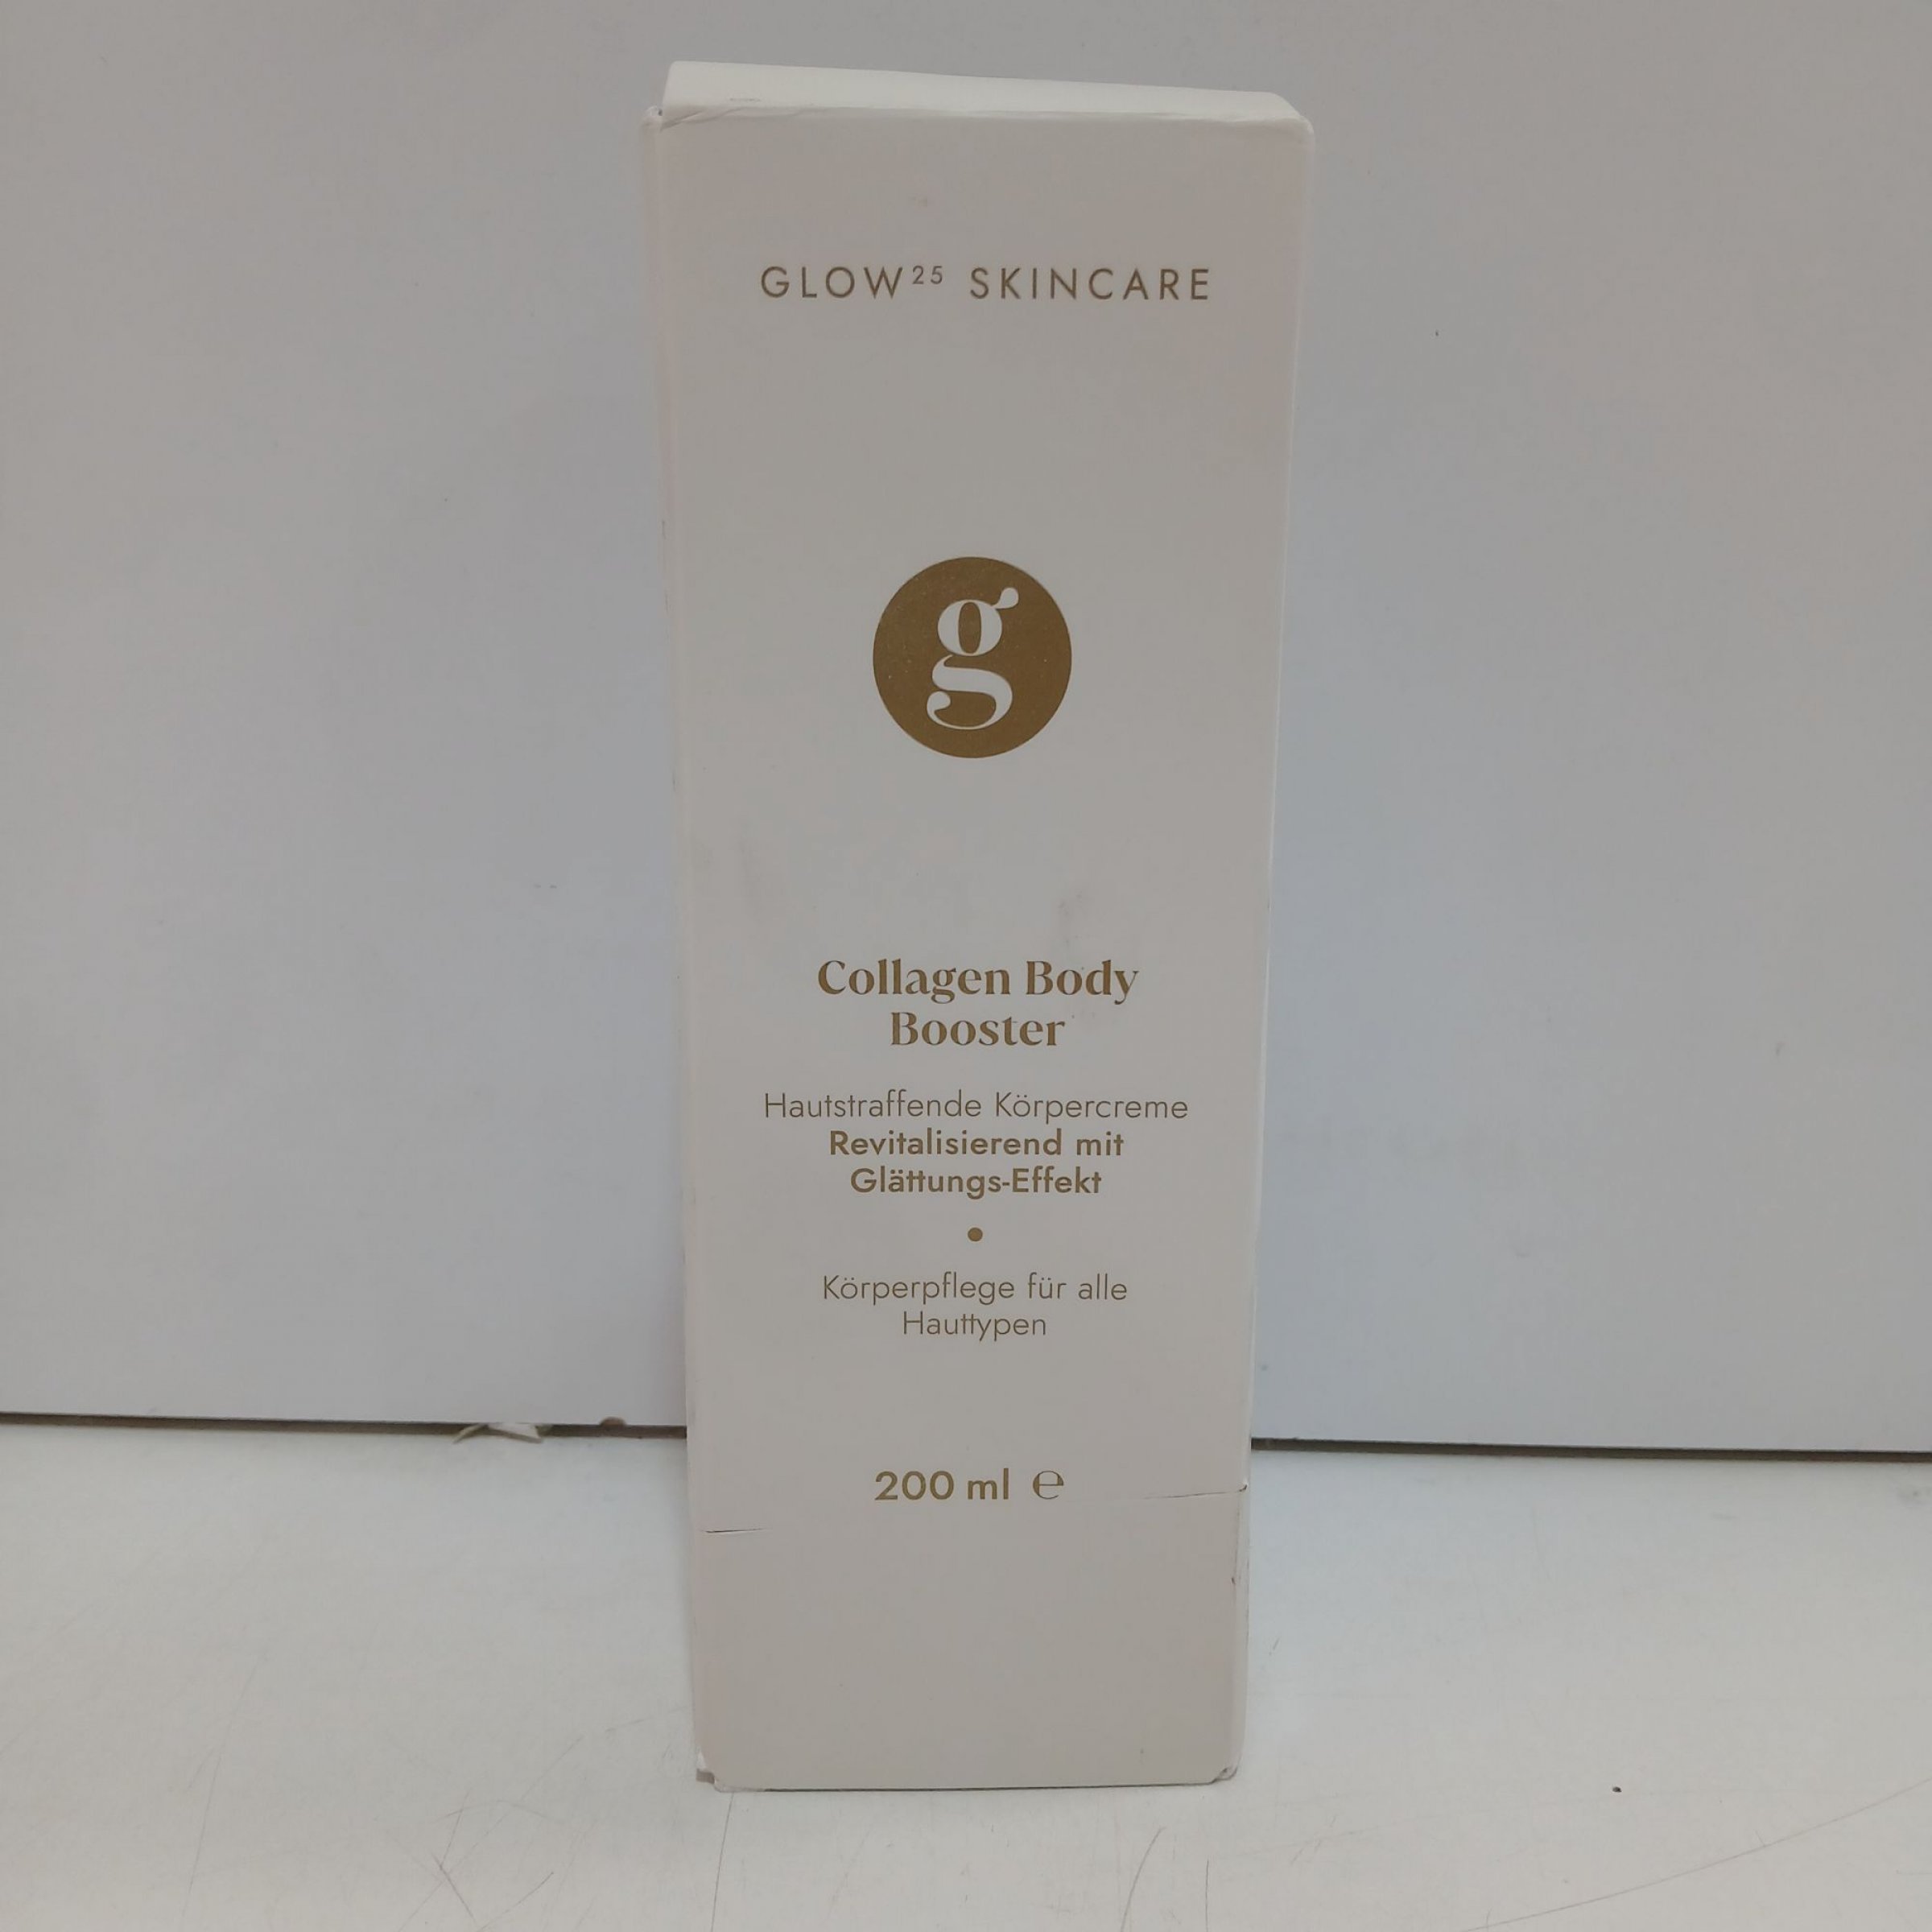 GLOW²⁵ SKINCARE
g
Collagen Body
Booster
Hautstraffende Körpercreme
Revitalisierend mit
Glättungs-Effekt
•
Körperpflege für alle
Hauttypen
200 ml ℮